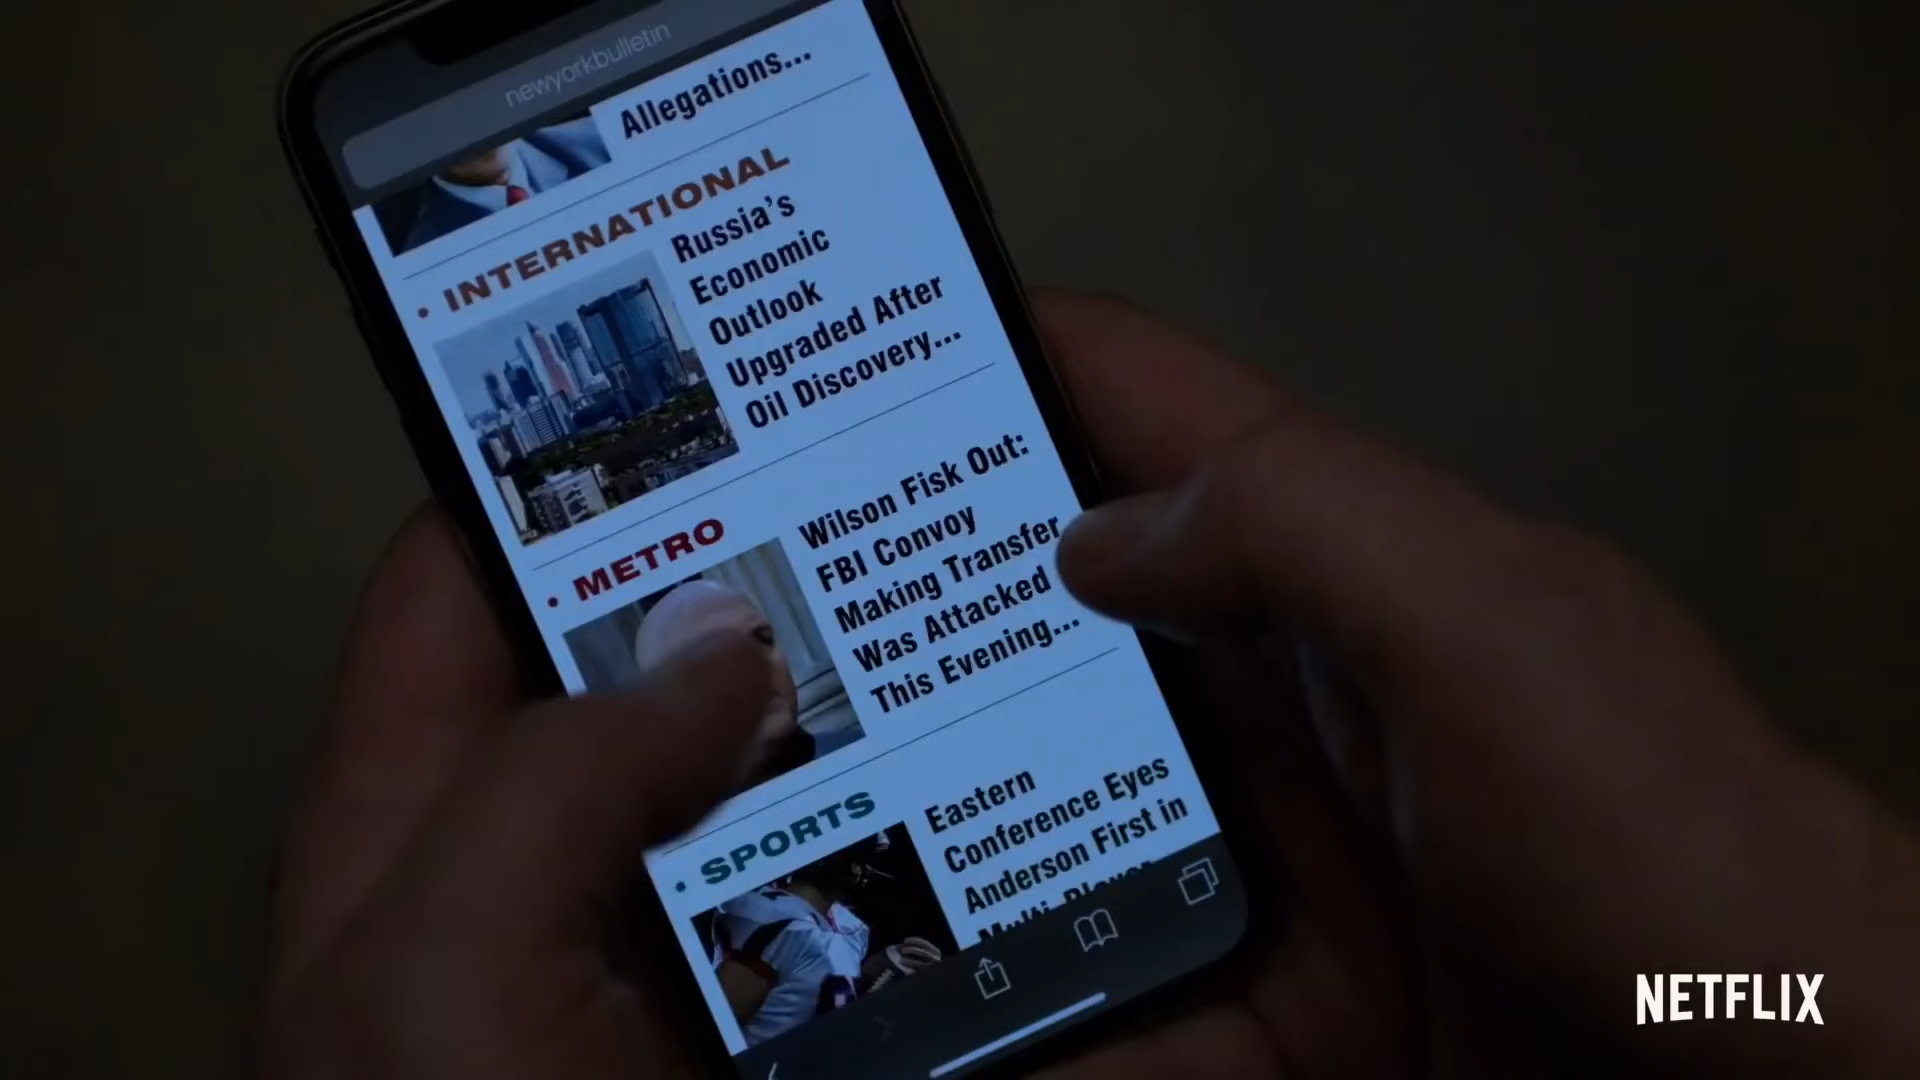 newyorkbulletin
Allegations...
• INTERNATIONAL
Russia's
Economic
Outlook
Upgraded After
Oil Discovery...
• METRO
Wilson Fisk Out:
FBI Convoy
Making Transfer
Was Attacked
This Evening...
• SPORTS
Eastern
Conference Eyes
Anderson First in
NETFLIX